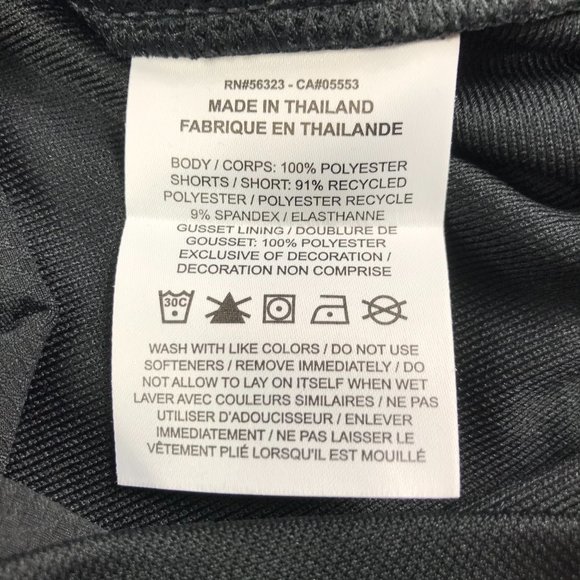 RN#56323 - CA#05553
MADE IN THAILAND
FABRIQUE EN THAILANDE
BODY / CORPS: 100% POLYESTER
SHORTS / SHORT: 91% RECYCLED
POLYESTER / POLYESTER RECYCLE
9% SPANDEX / ELASTHANNE
GUSSET LINING / DOUBLURE DE
GOUSSET: 100% POLYESTER
EXCLUSIVE OF DECORATION /
DECORATION NON COMPRISE
30C
WASH WITH LIKE COLORS / DO NOT USE
SOFTENERS / REMOVE IMMEDIATELY / DO
NOT ALLOW TO LAY ON ITSELF WHEN WET
LAVER AVEC COULEURS SIMILAIRES / NE PAS
UTILISER D'ADOUCISSEUR / ENLEVER
IMMEDIATEMENT / NE PAS LAISSER LE
VÊTEMENT PLIÉ LORSQU'IL EST MOUILLÉ